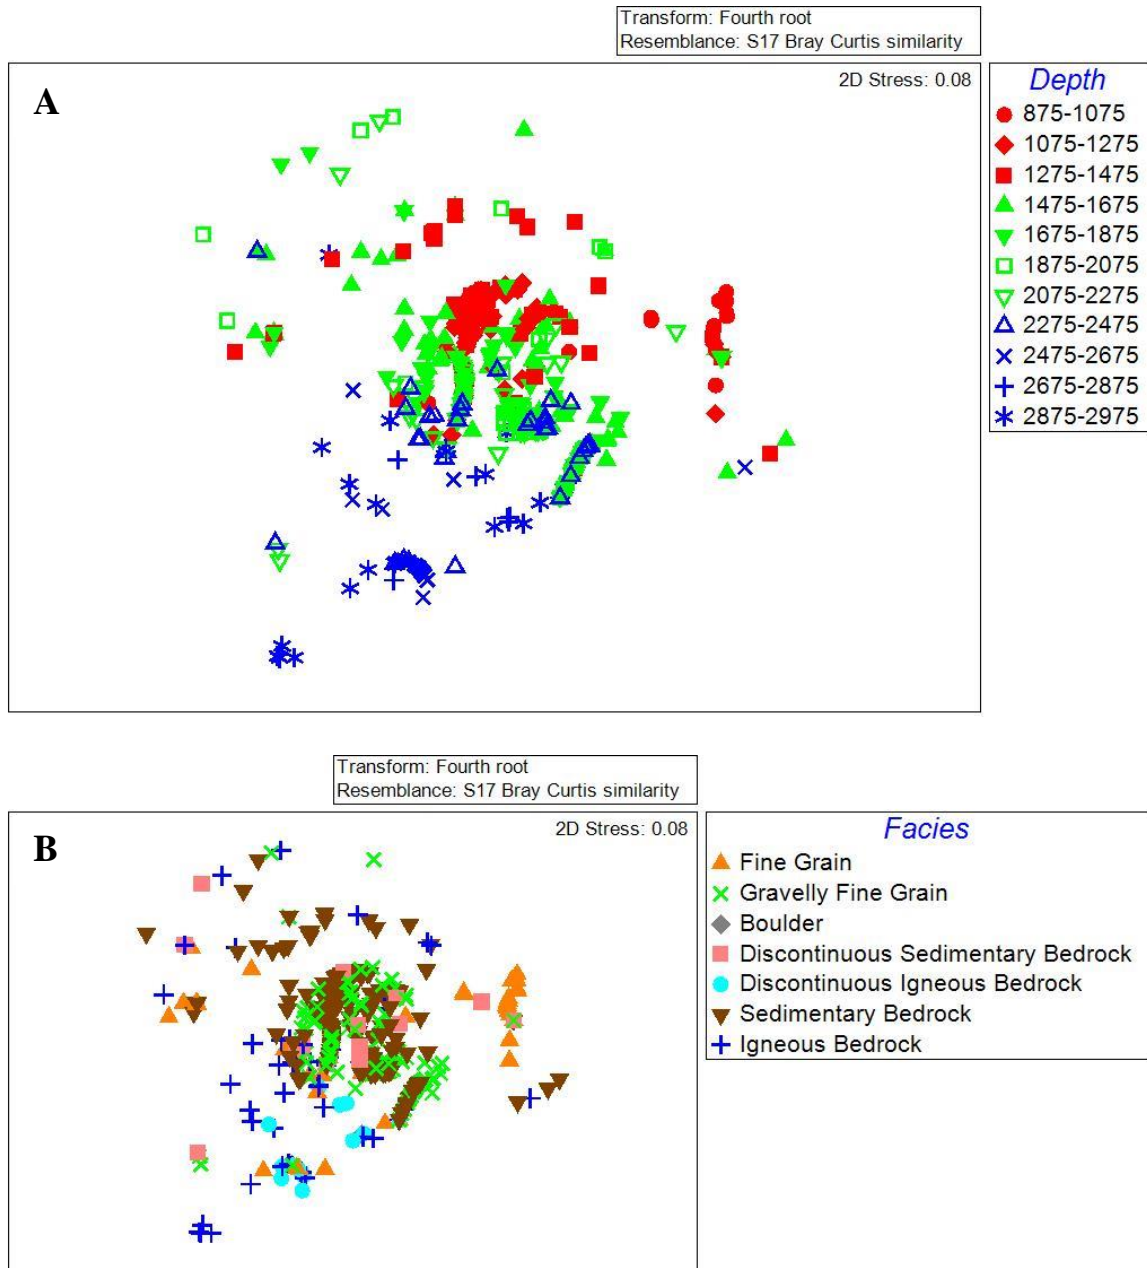 Transform: Fourth root
Resemblance: S17 Bray Curtis similarity
A
2D Stress: 0.08
Depth
875-1075
1075-1275
1275-1475
1475-1675
1675-1875
1875-2075
2075-2275
2275-2475
2475-2675
2675-2875
2875-2975
Transform: Fourth root
Resemblance: S17 Bray Curtis similarity
B
2D Stress: 0.08
Facies
Fine Grain
Gravelly Fine Grain
Boulder
Discontinuous Sedimentary Bedrock
Discontinuous Igneous Bedrock
Sedimentary Bedrock
Igneous Bedrock